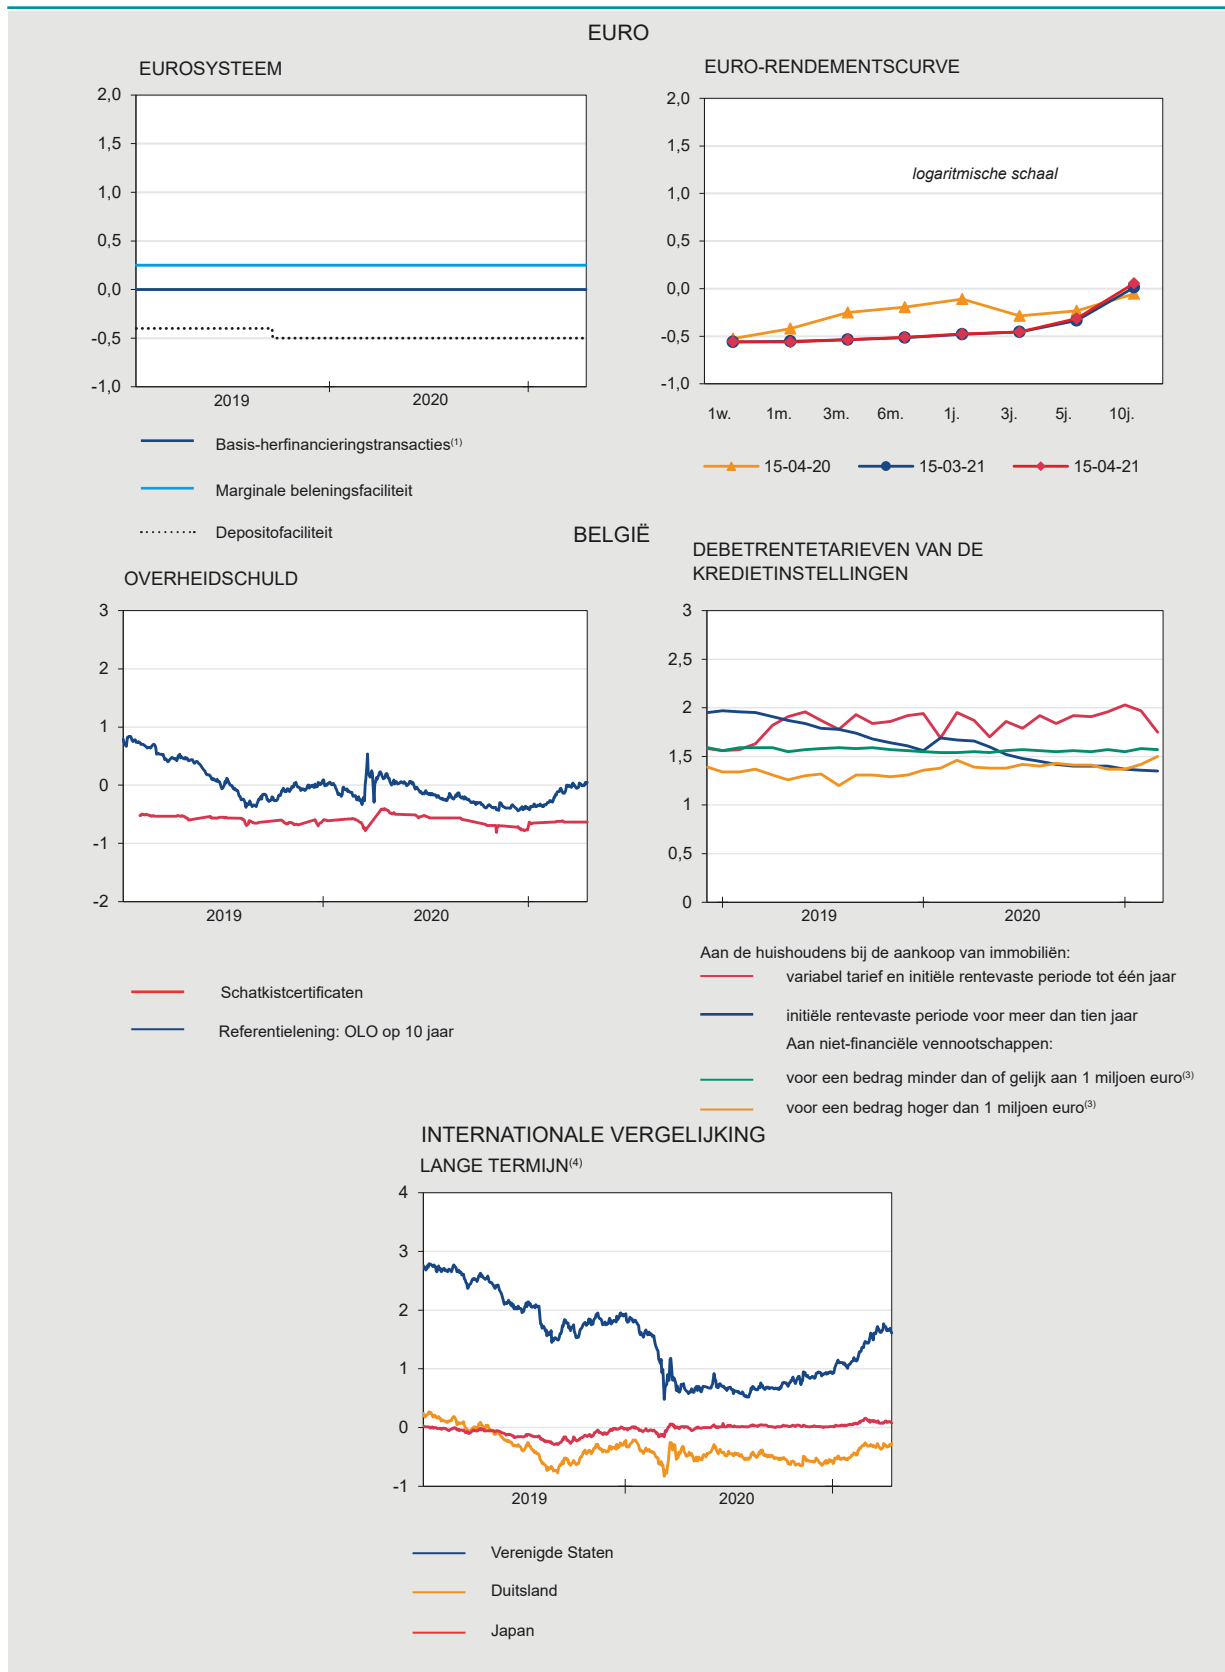 EURO
EUROSYSTEEM
2,0
1,5
1,0
0,5
0,0
-0,5
-1,0
2019
2020
Basis-herfinancieringstransacties(1)
Marginale beleningsfaciliteit
Depositofaciliteit
EURO-RENDEMENTSCURVE
2,0
1,5
1,0
0,5
0,0
-0,5
-1,0
logaritmische schaal
1w. 1m. 3m. 6m. 1j. 3j. 5j. 10j.
15-04-20 15-03-21 15-04-21
BELGIË
OVERHEIDSCHULD
3
2
1
0
-1
-2
2019
2020
Schatkistcertificaten
Referentielening: OLO op 10 jaar
DEBETRENTETARIEVEN VAN DE
KREDIETINSTELLINGEN
3
2,5
2
1,5
1
0,5
0
2019
2020
Aan de huishoudens bij de aankoop van immobiliën:
variabel tarief en initiële rentevaste periode tot één jaar
initiële rentevaste periode voor meer dan tien jaar
Aan niet-financiële vennootschappen:
voor een bedrag minder dan of gelijk aan 1 miljoen euro(3)
voor een bedrag hoger dan 1 miljoen euro(3)
INTERNATIONALE VERGELIJKING
LANGE TERMIJN(4)
4
3
2
1
0
-1
2019
2020
Verenigde Staten
Duitsland
Japan